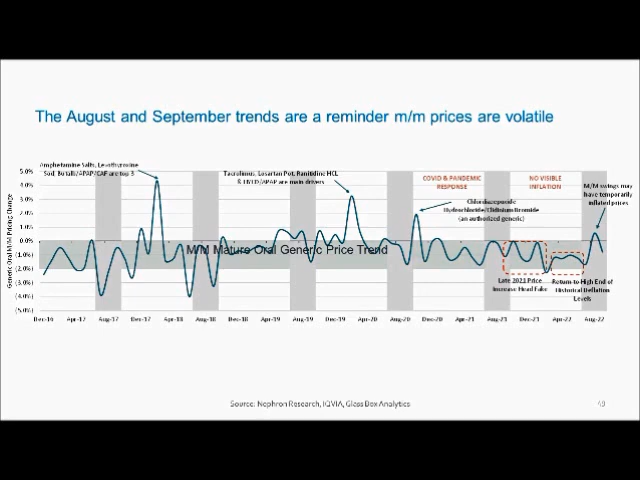 The August and September trends are a reminder m/m prices are volatile
Amphetamine Salts, Levothyroxine
Sod, Butalb/APAP/CAF are top 3
Tacrolimus, Losartan Pot, Ranitidine HCL
& HYCD/APAP are main drivers
COVID & PANDEMIC
RESPONSE
NO VISIBLE
INFLATION
M/M swings may
have temporarily
inflated prices
Chlordiazepoxide
Hydrochloride/Clidinium Bromide
(an authorized generic)
Generic Oral M/M Pricing Change
5.0%
4.0%
3.0%
2.0%
1.0%
0.0%
(1.0%)
(2.0%)
(3.0%)
(4.0%)
(5.0%)
M/M Mature Oral Generic Price Trend
Late 2021 Price
Increase Head Fake
Return to High End of
Historical Deflation
Levels
Dec-16 Apr-17 Aug-17 Dec-17 Apr-18 Aug-18 Dec-18 Apr-19 Aug-19 Dec-19 Apr-20 Aug-20 Dec-20 Apr-21 Aug-21 Dec-21 Apr-22 Aug-22
Source: Nephron Research, IQVIA, Glass Box Analytics